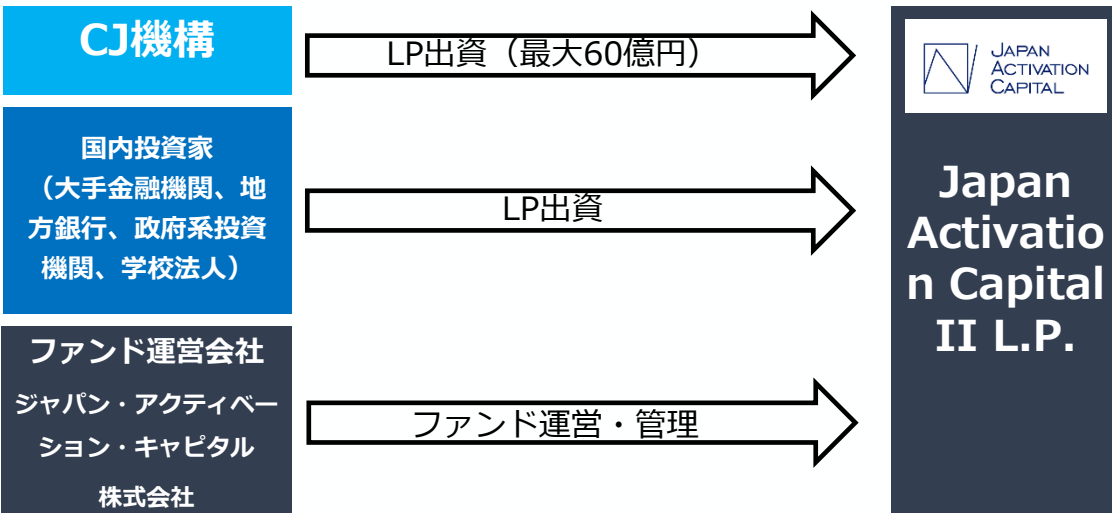 CJ機構
LP出資（最大60億円）
JAPAN
ACTIVATION
CAPITAL
国内投資家
（大手金融機関、地
方銀行、政府系投資
機関、学校法人）
LP出資
Japan
Activatio
n Capital
II L.P.
ファンド運営会社
ジャパン・アクティベー
ション・キャピタル
株式会社
ファンド運営・管理